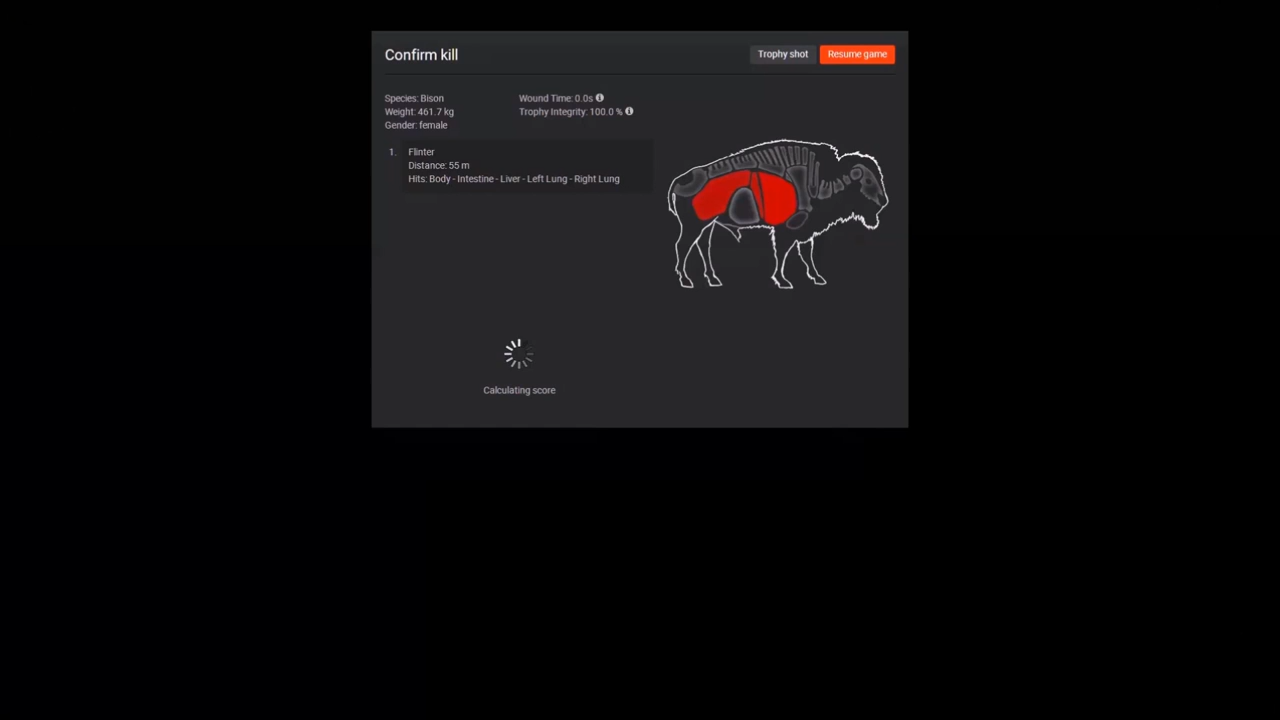 Confirm kill
Trophy shot
Resume game
Species: Bison
Weight: 461.7 kg
Gender: female
Wound Time: 0.0s
Trophy Integrity: 100.0 %
1.
Flinter
Distance: 55 m
Hits: Body - Intestine - Liver - Left Lung - Right Lung
Calculating score